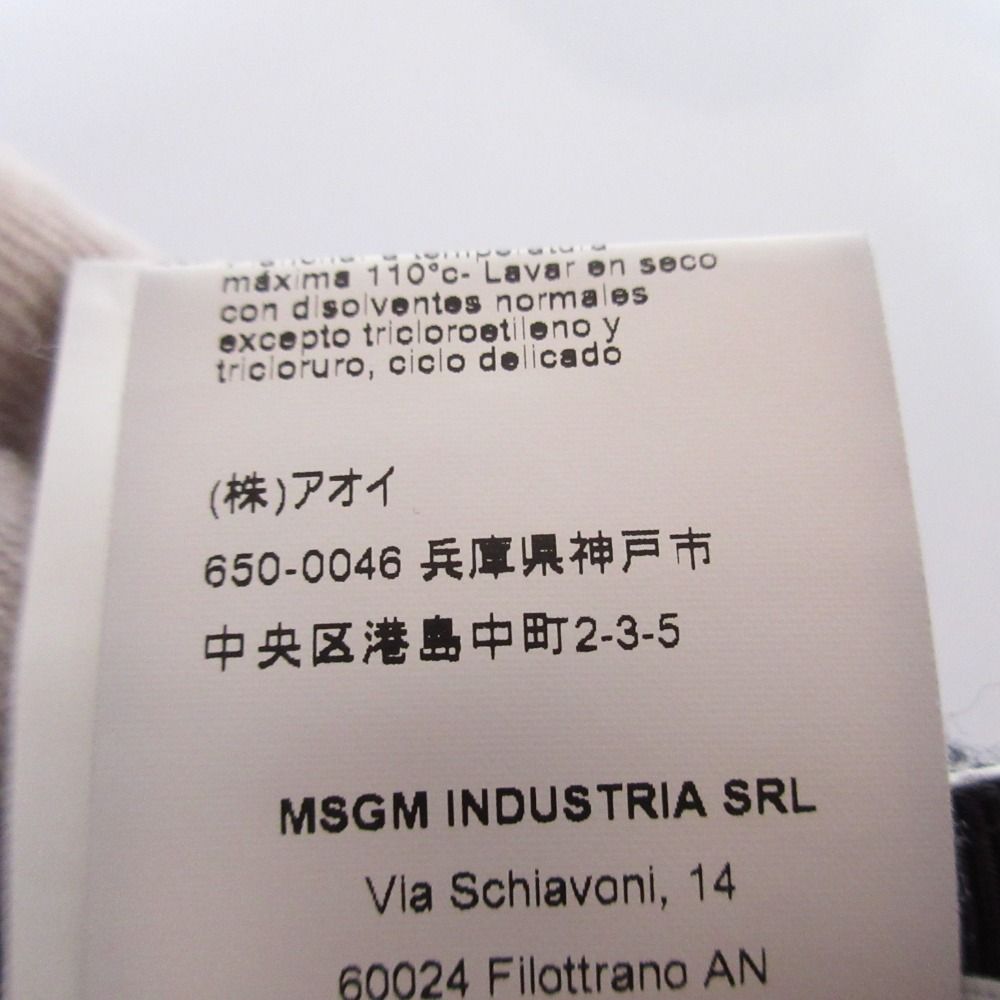 a temperatura
máxima 110°c- Lavar en seco
con disolventes normales
excepto tricloroetileno y
tricloruro, ciclo delicado
(株)アオイ
650-0046 兵庫県神戸市
中央区港島中町2-3-5
MSGM INDUSTRIA SRL
Via Schiavoni, 14
60024 Filottrano AN